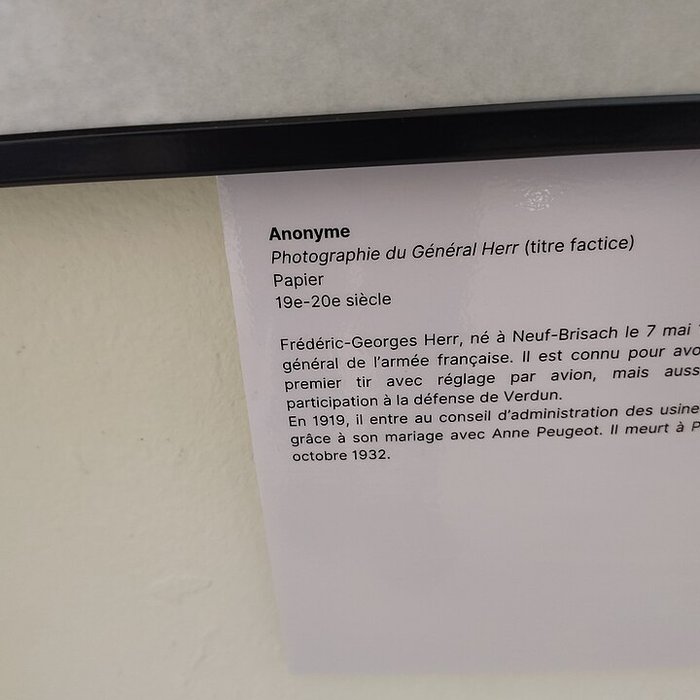 Anonyme
Photographie du Général Herr (titre factice)
Papier
19e-20e siècle
Frédéric-Georges Herr, né à Neuf-Brisach le 7 mai
général de l'armée française. Il est connu pour
premier tir avec réglage par avion, mais
participation à la défense de Verdun.
En 1919, il entre au conseil d'administration des
grâce à son mariage avec Anne Peugeot. Il meurt à
octobre 1932.